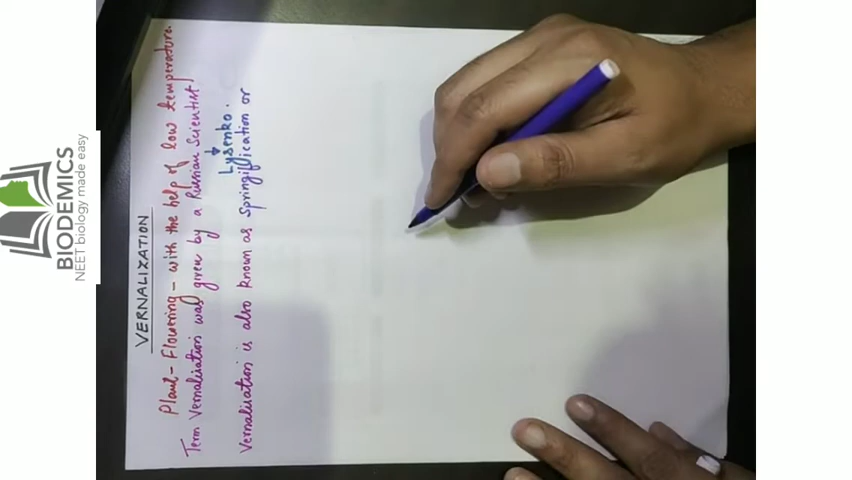 BIODEMICS
NEET biology made easy
VERNALIZATION
Plant - Flowering - with the help of low temperature.
Term Vernalisation was given by a Russian Scientist
Lysenko.
Vernalisation is also known as Springification or